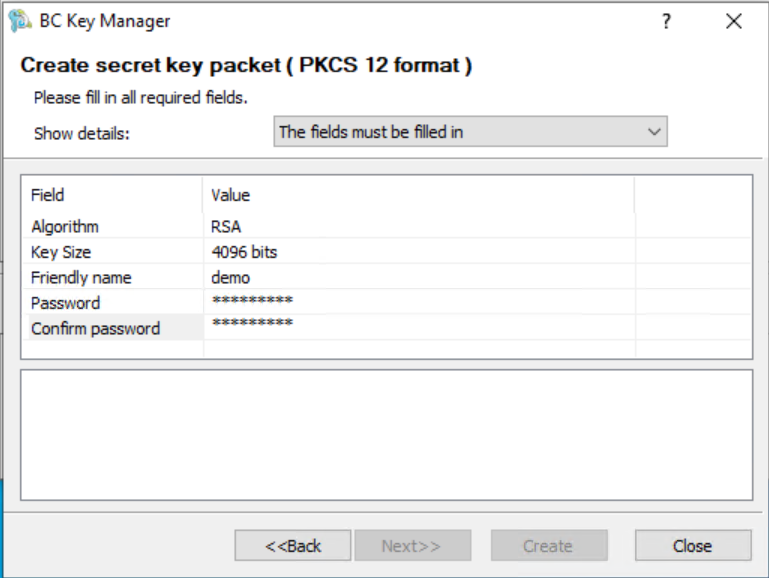 BC Key Manager
?
Create secret key packet ( PKCS 12 format )
Please fill in all required fields.
Show details: The fields must be filled in
Field Value
Algorithm RSA
Key Size 4096 bits
Friendly name demo
Password *********
Confirm password *********
<<Back Next>> Create Close